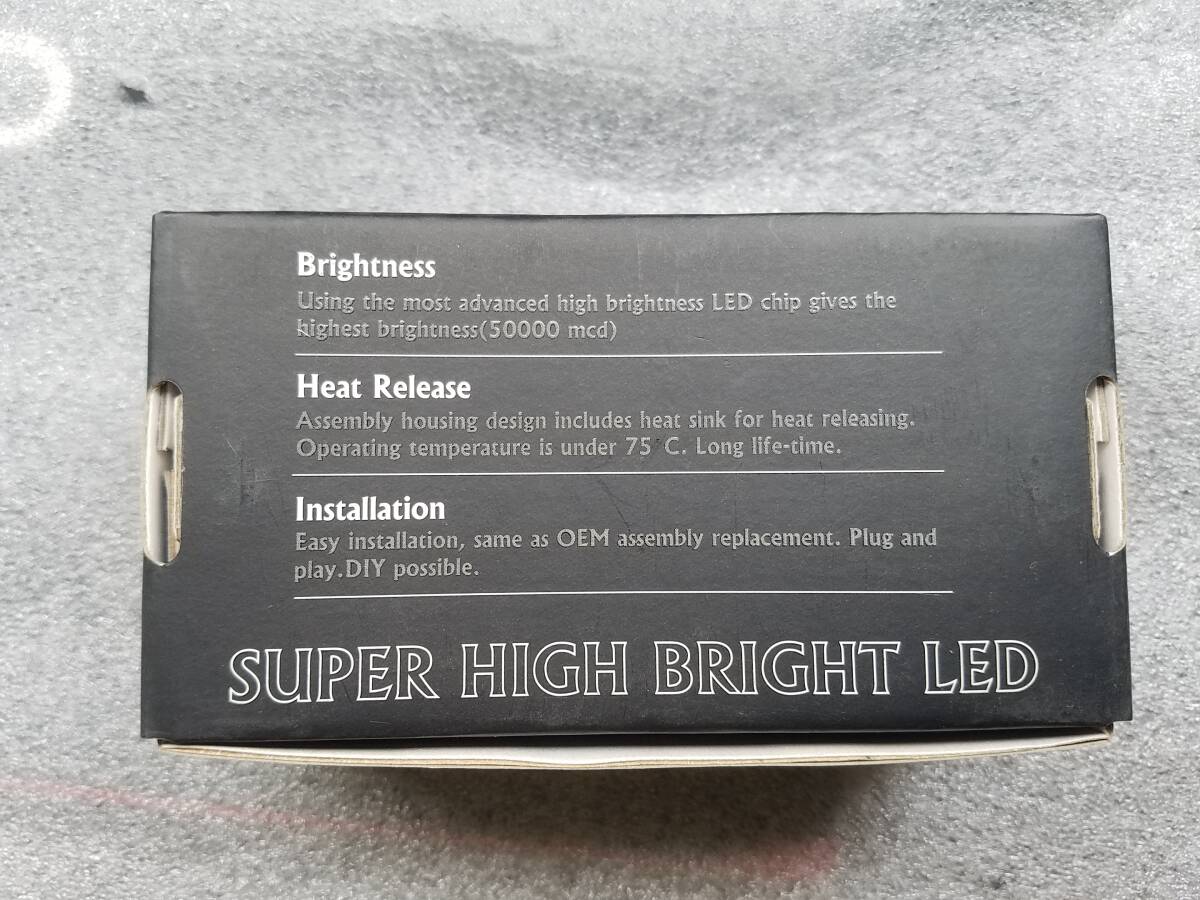 Brightness
Using the most advanced high brightness LED chip gives the
highest brightness(50000 mcd)
Heat Release
Assembly housing design includes heat sink for heat releasing.
Operating temperature is under 75°C. Long life-time.
Installation
Easy installation, same as OEM assembly replacement. Plug and
play.DIY possible.
SUPER HIGH BRIGHT LED